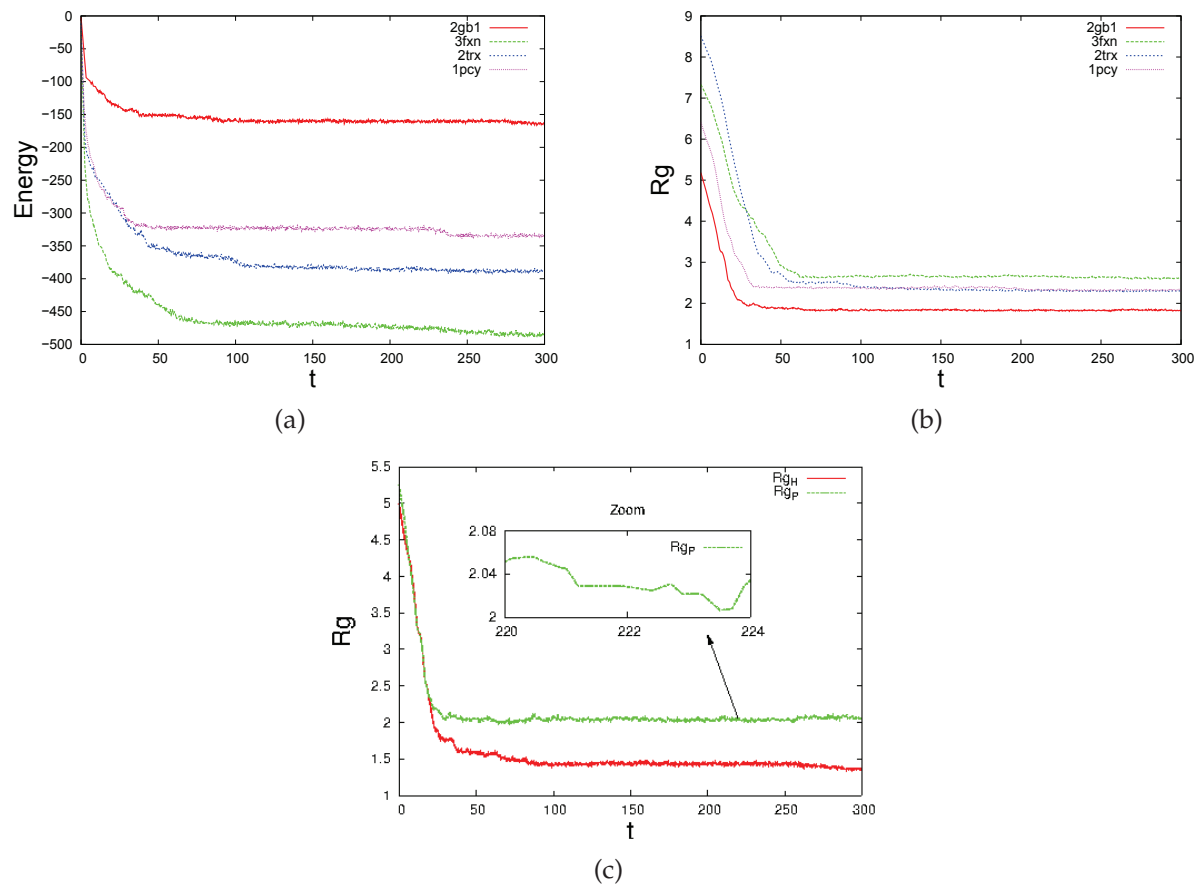 0
−50
−100
−150
−200
−250
−300
−350
−400
−450
−500
0 50 100 150 200 250 300
Energy
t
2gb1
3fxn
2trx
1pcy
(a)
9
8
7
6
5
4
3
2
1
0 50 100 150 200 250 300
Rg
t
2gb1
3fxn
2trx
1pcy
(b)
5.5
5
4.5
4
3.5
3
2.5
2
1.5
1
0 50 100 150 200 250 300
Rg
t
RgH
RgP
Zoom
2.08
2.04
2
220 222 224
RgP
(c)